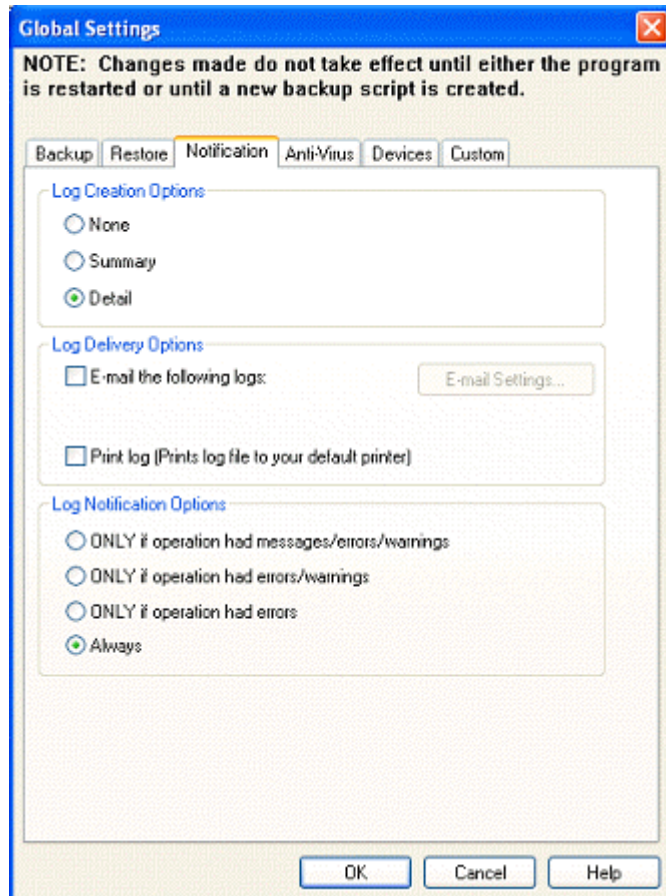 Global Settings
NOTE:  Changes made do not take effect until either the program
is restarted or until a new backup script is created.
Backup Restore Notification Anti-Virus Devices Custom
Log Creation Options
None
Summary
Detail
Log Delivery Options
E-mail the following logs: E-mail Settings...
Print log (Prints log file to your default printer)
Log Notification Options
ONLY if operation had messages/errors/warnings
ONLY if operation had errors/warnings
ONLY if operation had errors
Always
OK Cancel Help